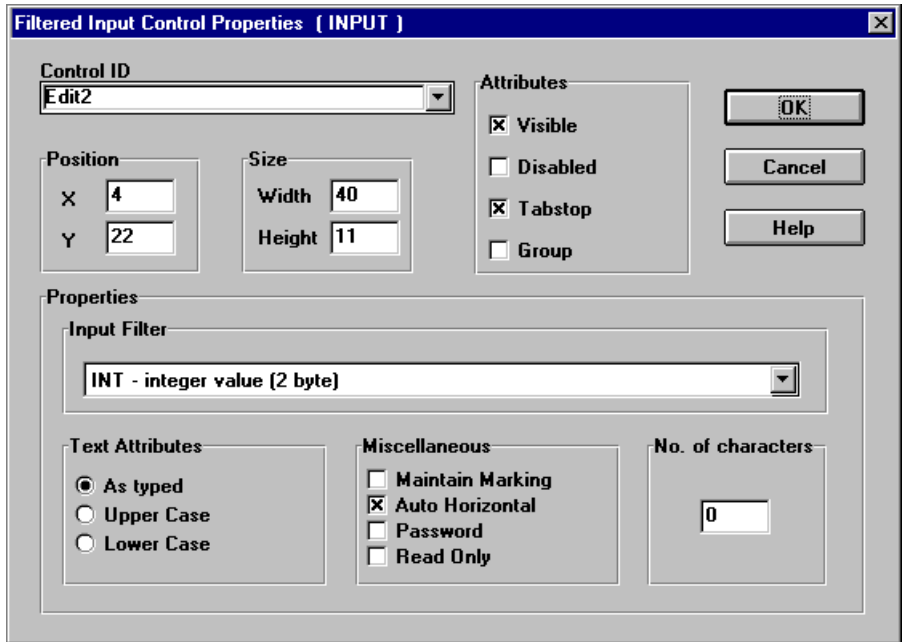 Filtered Input Control Properties ( INPUT )
Control ID
Edit2
Attributes
Visible
Disabled
Tabstop
Group
OK
Cancel
Help
Position
X 4
Y 22
Size
Width 40
Height 11
Properties
Input Filter
INT - integer value (2 byte)
Text Attributes
As typed
Upper Case
Lower Case
Miscellaneous
Maintain Marking
Auto Horizontal
Password
Read Only
No. of characters
0